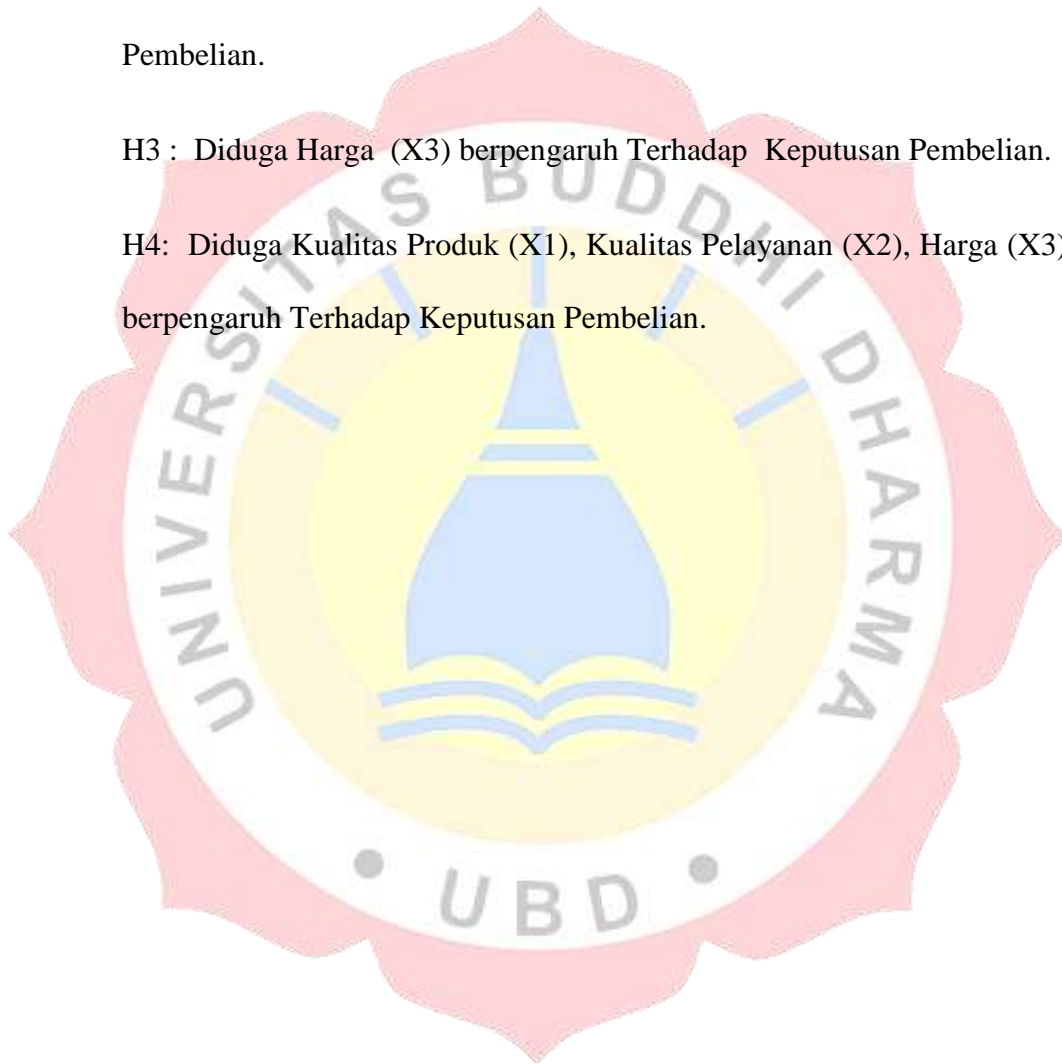 Pembelian.
H3 : Diduga Harga (X3) berpengaruh Terhadap Keputusan Pembelian.
H4: Diduga Kualitas Produk (X1), Kualitas Pelayanan (X2), Harga (X3)
berpengaruh Terhadap Keputusan Pembelian.
UNIVERSITAS BUDDHI DHARMA
• UBD •